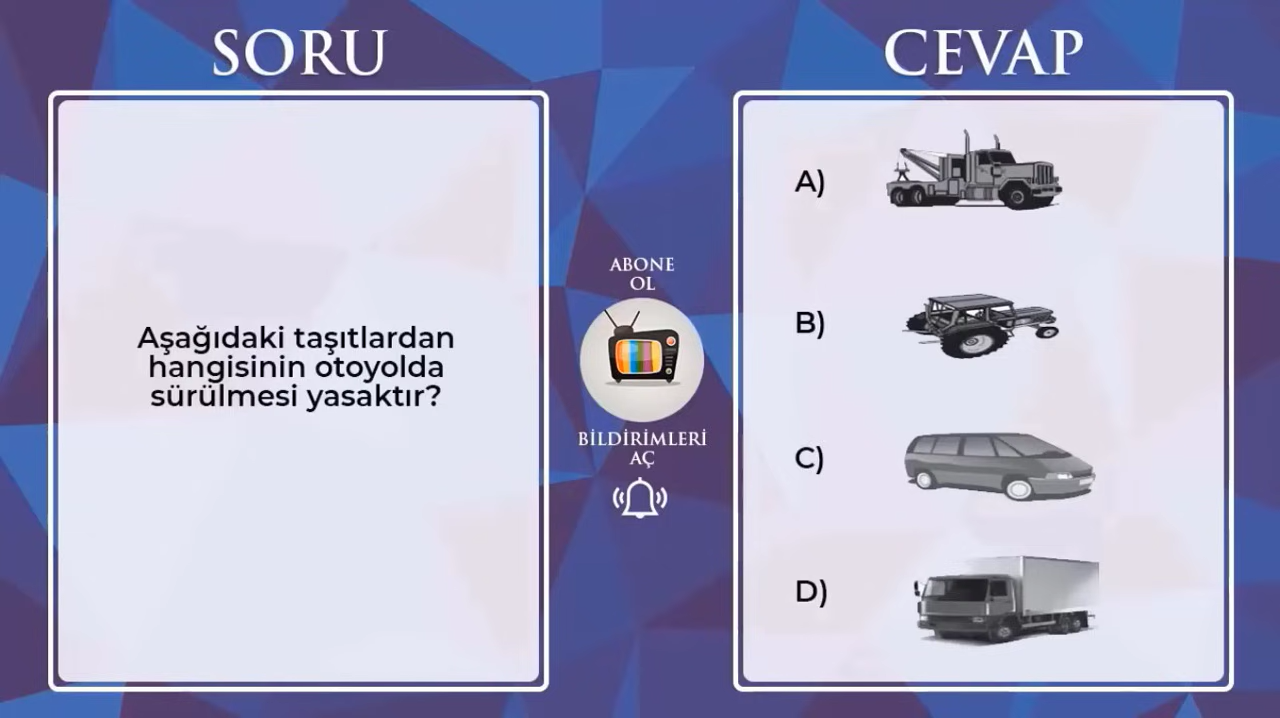 SORU
Aşağıdaki taşıtlardan
hangisinin otoyolda
sürülmesi yasaktır?
ABONE
OL
BİLDİRİMLERİ
AÇ
CEVAP
A)
B)
C)
D)